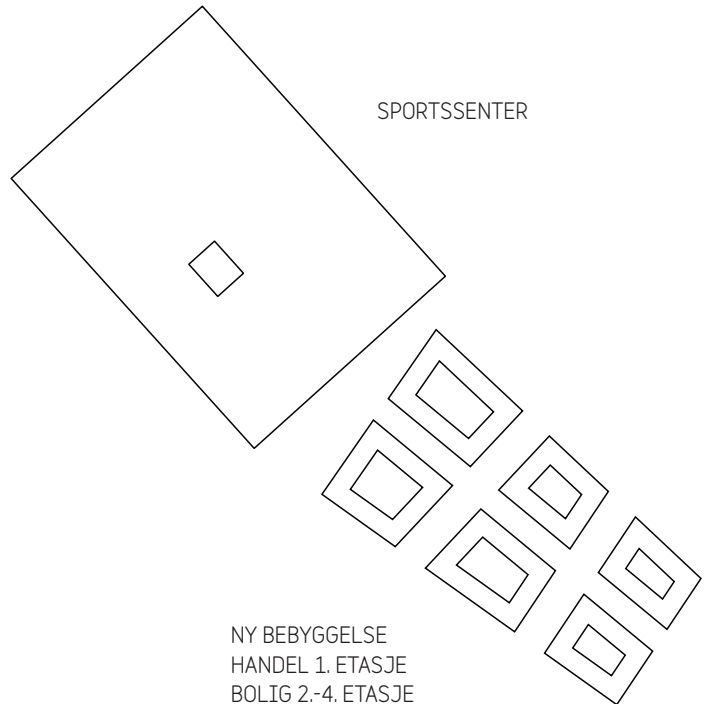 SPORTSSENTER
NY BEBYGGELSE
HANDEL 1. ETASJE
BOLIG 2.-4. ETASJE